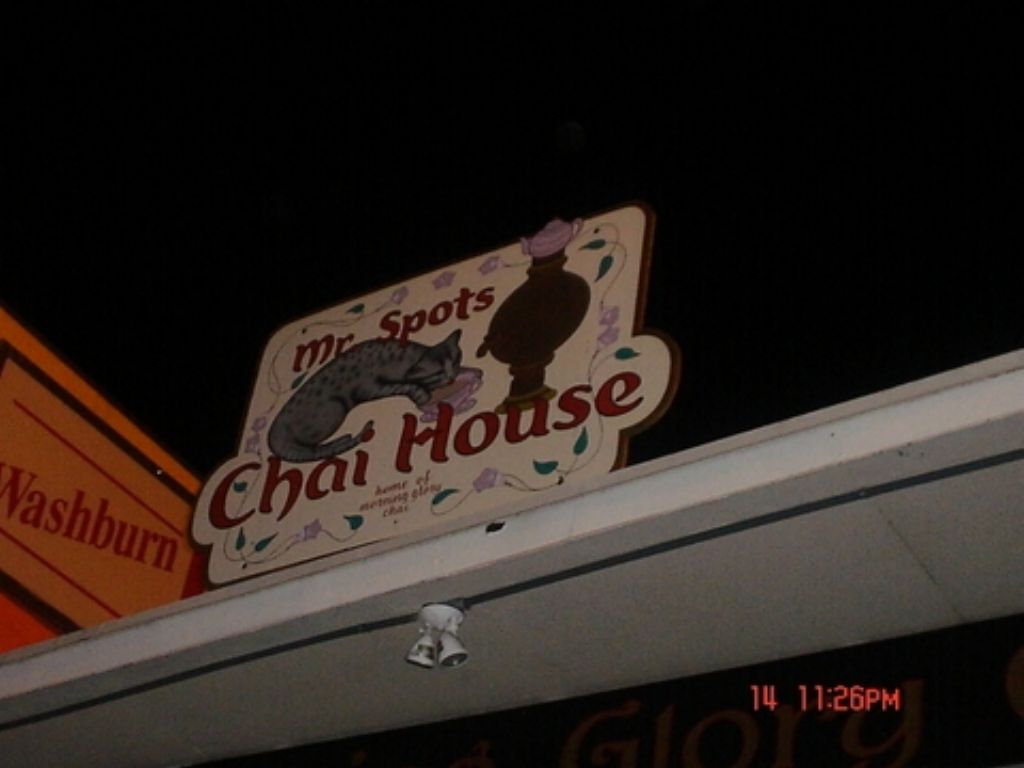 Mr. Spots
Chai House
home of
morning glory
chai
Washburn
Glory
14 11:26PM